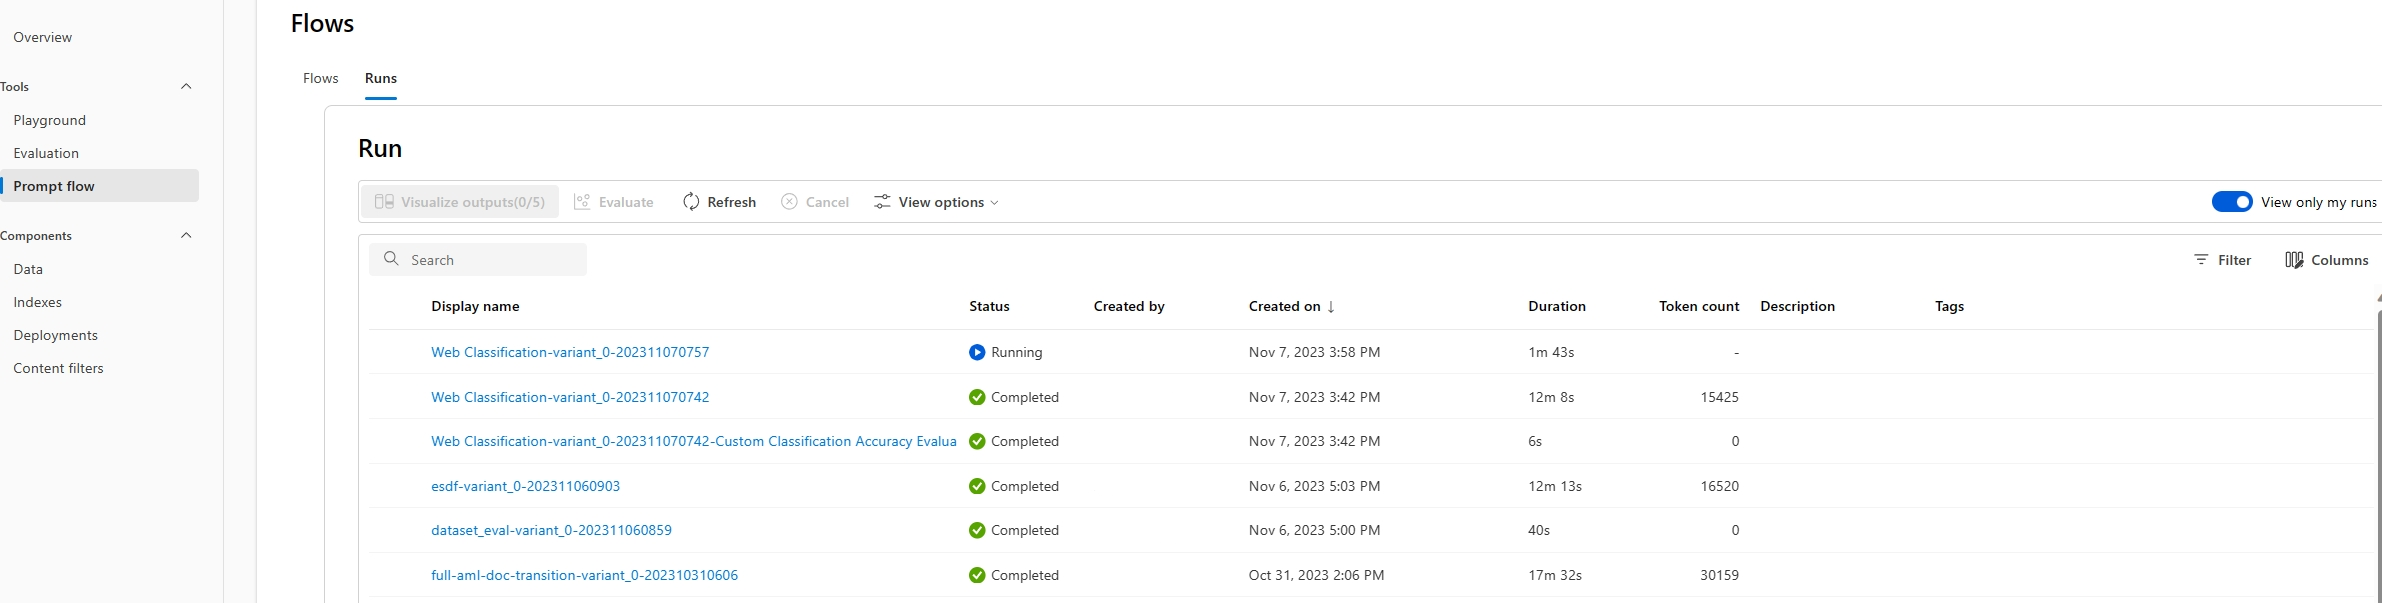 Flows
Overview
Flows Runs
Tools
Playground
Evaluation
Prompt flow
Components
Data
Indexes
Deployments
Content filters
Run
Visualize outputs(0/5) Evaluate Refresh Cancel View options View only my runs
Search Filter Columns
Display name Status Created by Created on ↓ Duration Token count Description Tags
Web Classification-variant_0-202311070757 Running Nov 7, 2023 3:58 PM 1m 43s -
Web Classification-variant_0-202311070742 Completed Nov 7, 2023 3:42 PM 12m 8s 15425
Web Classification-variant_0-202311070742-Custom Classification Accuracy Evalua Completed Nov 7, 2023 3:42 PM 6s 0
esdf-variant_0-202311060903 Completed Nov 6, 2023 5:03 PM 12m 13s 16520
dataset_eval-variant_0-202311060859 Completed Nov 6, 2023 5:00 PM 40s 0
full-aml-doc-transition-variant_0-202310310606 Completed Oct 31, 2023 2:06 PM 17m 32s 30159